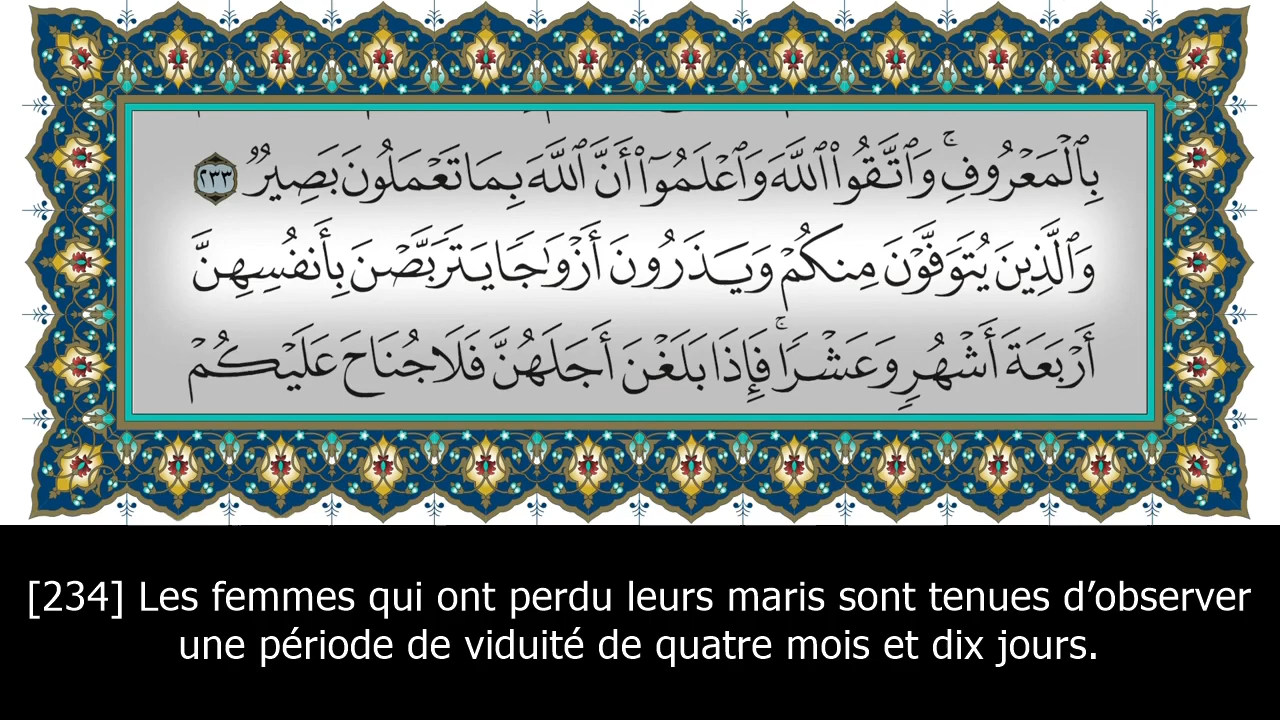 بِٱلْمَعْرُوفِۚ وَٱتَّقُوا۟ ٱللَّهَ وَٱعْلَمُوٓا۟ أَنَّ ٱللَّهَ بِمَا تَعْمَلُونَ بَصِيرٌ ٢٣٣
وَٱلَّذِينَ يُتَوَفَّوْنَ مِنكُمْ وَيَذَرُونَ أَزْوَٰجًا يَتَرَبَّصْنَ بِأَنفُسِهِنَّ
أَرْبَعَةَ أَشْهُرٍ وَعَشْرًاۚ فَإِذَا بَلَغْنَ أَجَلَهُنَّ فَلَا جُنَاحَ عَلَيْكُمْ
[234] Les femmes qui ont perdu leurs maris sont tenues d’observer
une période de viduité de quatre mois et dix jours.